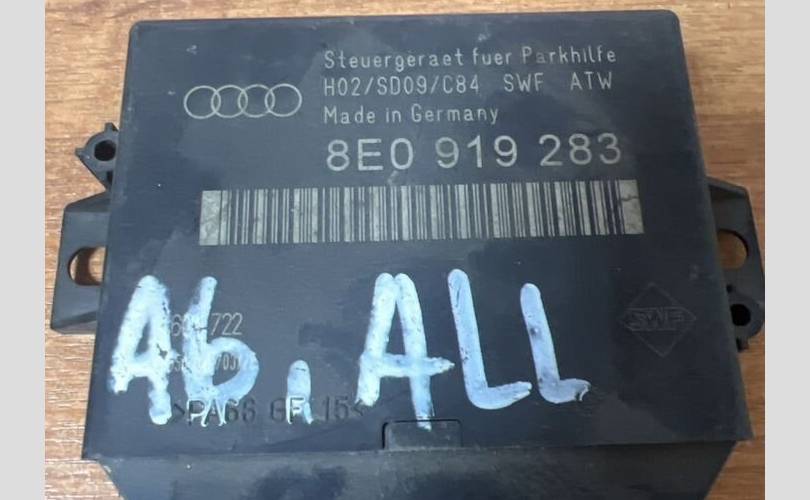 Steuergeraet fuer Parkhilfe
H02/SD09/C84 SWF ATW
Made in Germany
8E0 919 283
A6, ALL
SWF